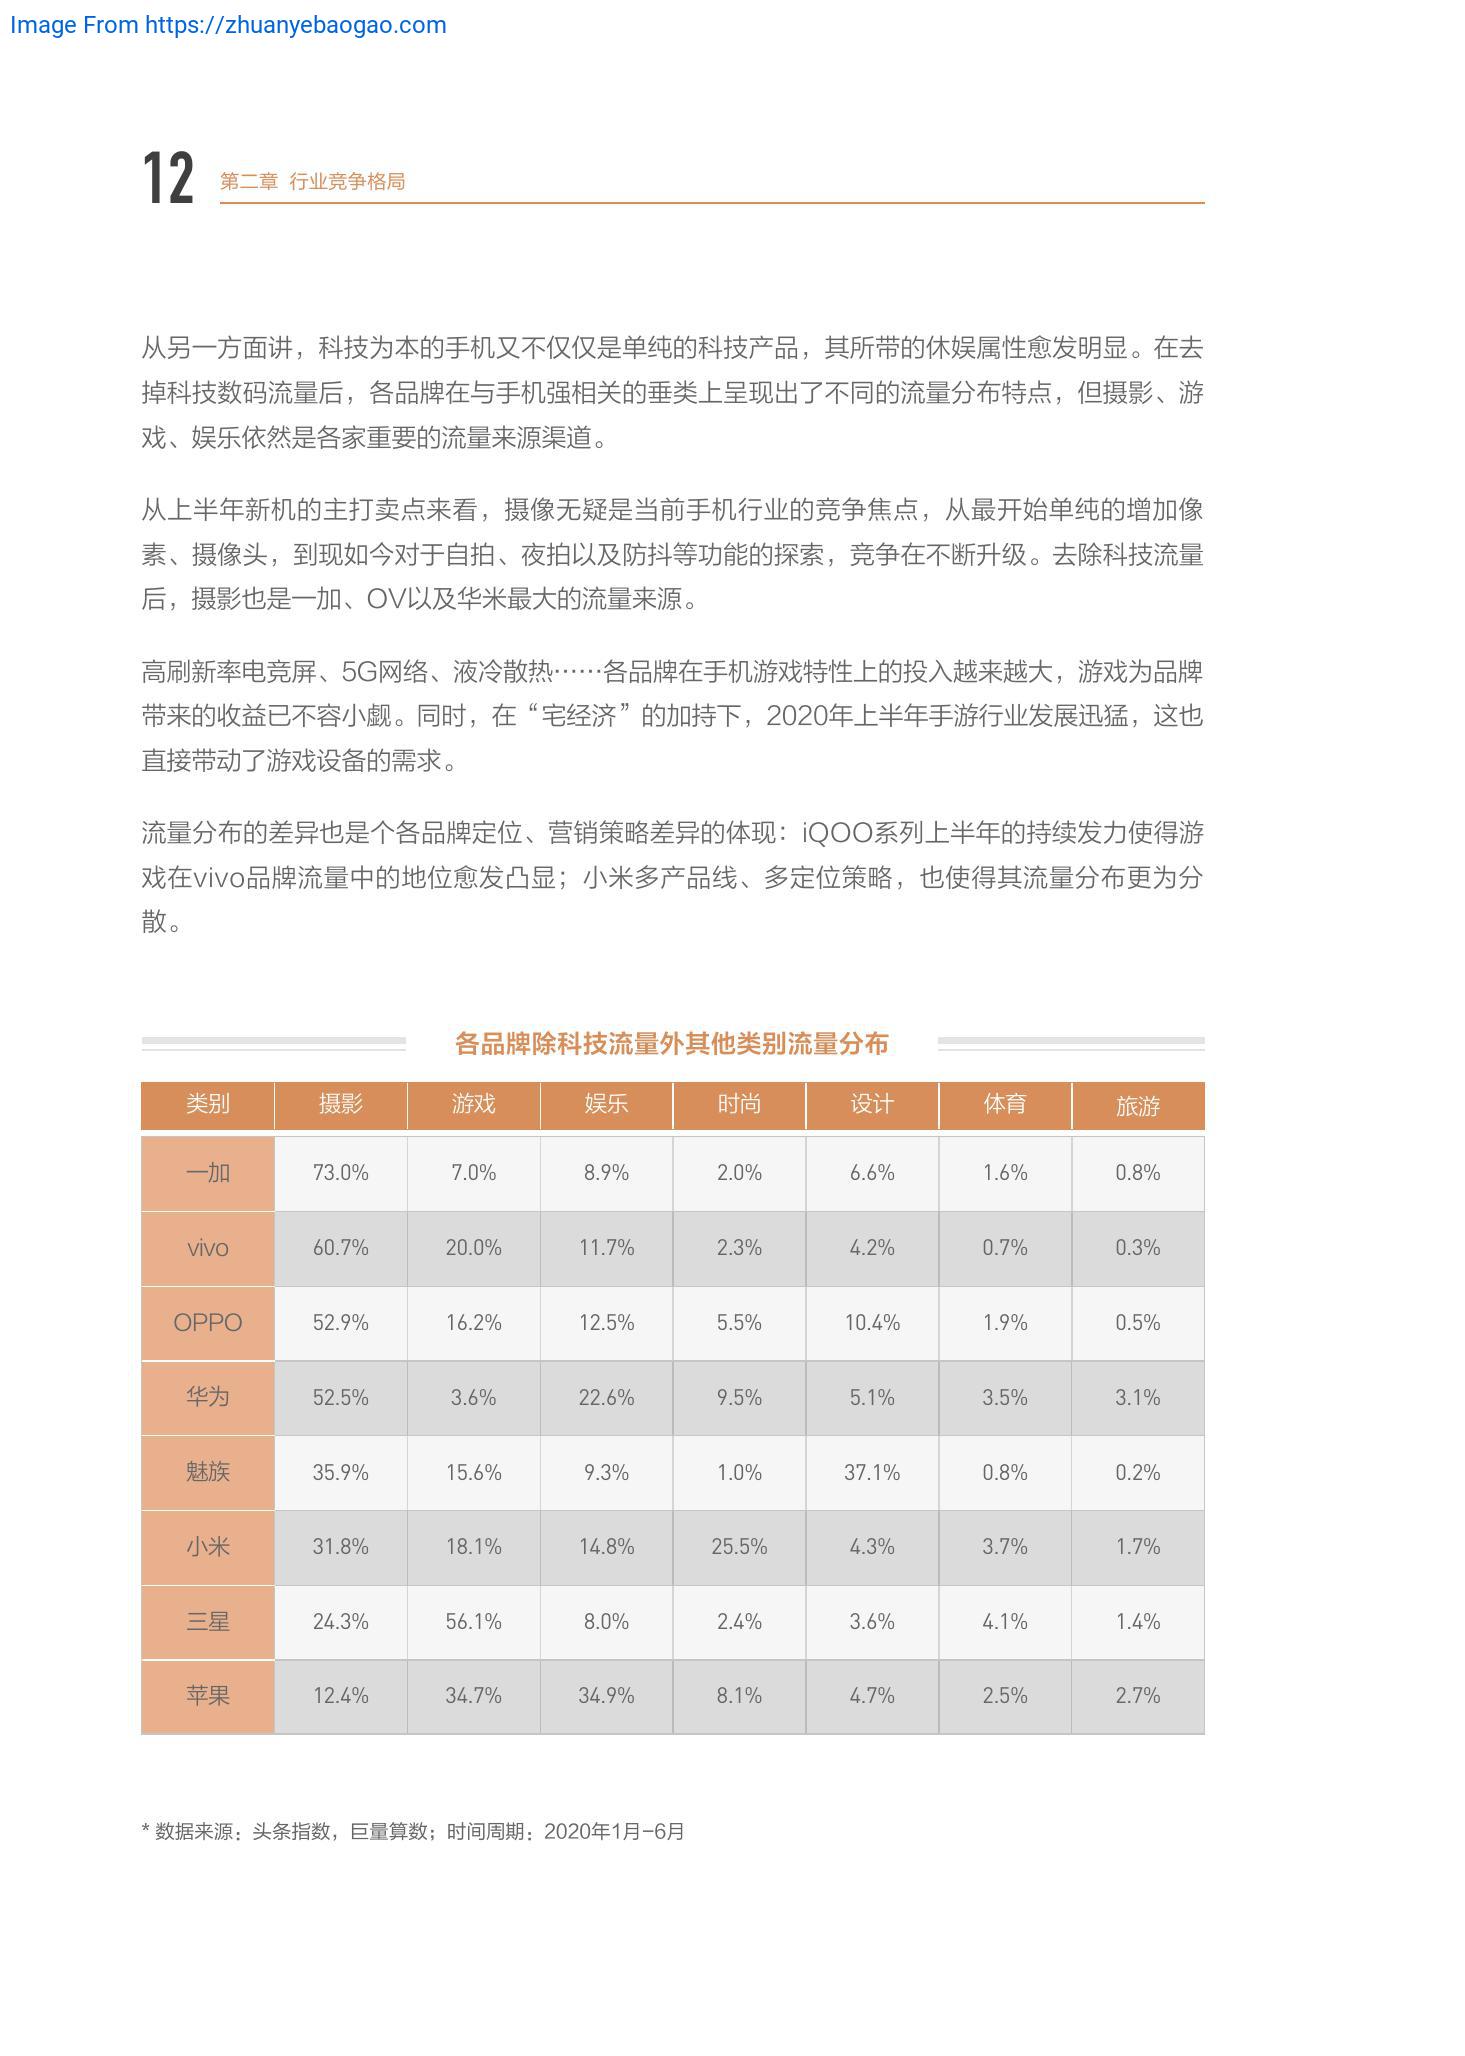 Image From https://zhuanyebaogao.com
12 第二章 行业竞争格局
从另一方面讲，科技为本的手机又不仅仅是单纯的科技产品，其所带的休娱属性愈发明显。在去
掉科技数码流量后，各品牌在与手机强相关的垂类上呈现出了不同的流量分布特点，但摄影、游
戏、娱乐依然是各家重要的流量来源渠道。
从上半年新机的主打卖点来看，摄像无疑是当前手机行业的竞争焦点，从最开始单纯的增加像
素、摄像头，到现如今对于自拍、夜拍以及防抖等功能的探索，竞争在不断升级。去除科技流量
后，摄影也是一加、OV以及华米最大的流量来源。
高刷新率电竞屏、5G网络、液冷散热……各品牌在手机游戏特性上的投入越来越大，游戏为品牌
带来的收益已不容小觑。同时，在“宅经济”的加持下，2020年上半年手游行业发展迅猛，这也
直接带动了游戏设备的需求。
流量分布的差异也是个各品牌定位、营销策略差异的体现：iQOO系列上半年的持续发力使得游
戏在vivo品牌流量中的地位愈发凸显；小米多产品线、多定位策略，也使得其流量分布更为分
散。
各品牌除科技流量外其他类别流量分布
类别 摄影 游戏 娱乐 时尚 设计 体育 旅游
一加 73.0% 7.0% 8.9% 2.0% 6.6% 1.6% 0.8%
vivo 60.7% 20.0% 11.7% 2.3% 4.2% 0.7% 0.3%
OPPO 52.9% 16.2% 12.5% 5.5% 10.4% 1.9% 0.5%
华为 52.5% 3.6% 22.6% 9.5% 5.1% 3.5% 3.1%
魅族 35.9% 15.6% 9.3% 1.0% 37.1% 0.8% 0.2%
小米 31.8% 18.1% 14.8% 25.5% 4.3% 3.7% 1.7%
三星 24.3% 56.1% 8.0% 2.4% 3.6% 4.1% 1.4%
苹果 12.4% 34.7% 34.9% 8.1% 4.7% 2.5% 2.7%
* 数据来源：头条指数，巨量算数；时间周期：2020年1月-6月